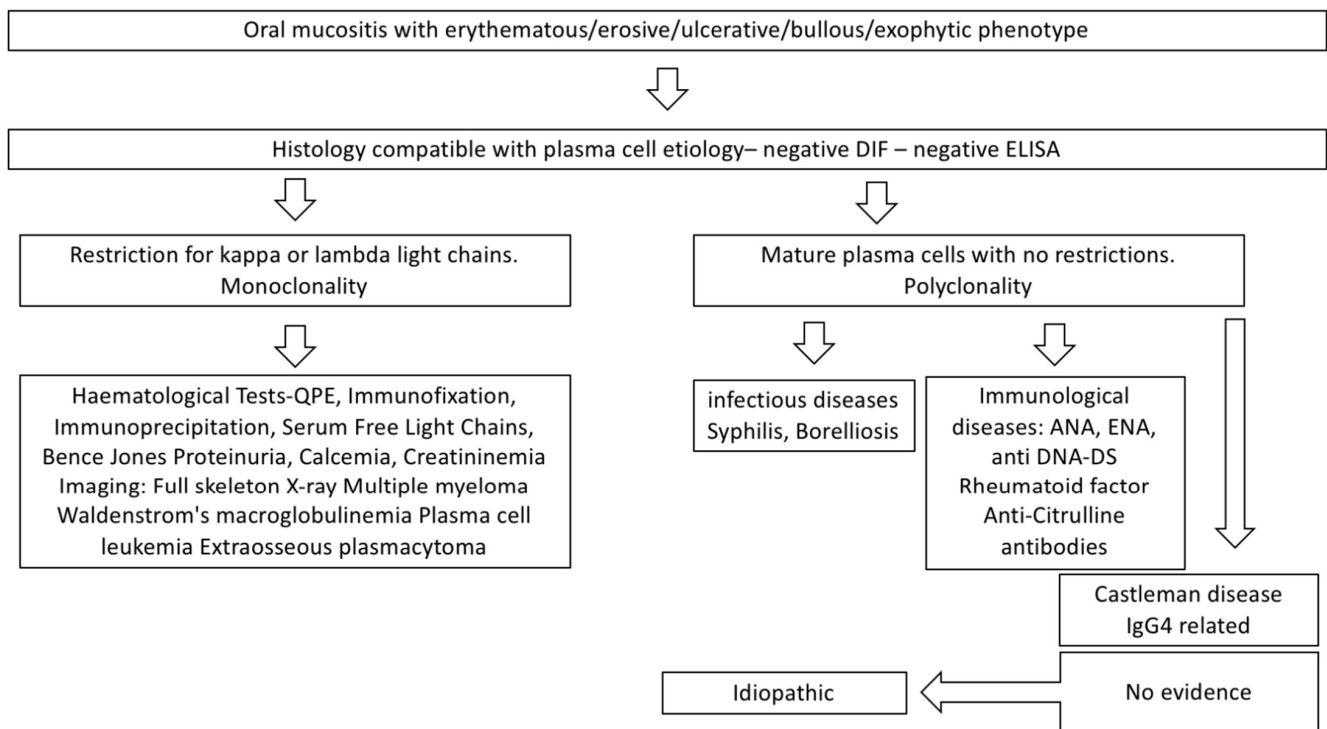 Oral mucositis with erythematous/erosive/ulcerative/bullous/exophytic phenotype
Histology compatible with plasma cell etiology– negative DIF – negative ELISA
Restriction for kappa or lambda light chains.
Monoclonality
Mature plasma cells with no restrictions.
Polyclonality
Haematological Tests-QPE, Immunofixation,
Immunoprecipitation, Serum Free Light Chains,
Bence Jones Proteinuria, Calcemia, Creatininemia
Imaging: Full skeleton X-ray Multiple myeloma
Waldenstrom's macroglobulinemia Plasma cell
leukemia Extraosseous plasmacytoma
infectious diseases
Syphilis, Borelliosis
Immunological
diseases: ANA, ENA,
anti DNA-DS
Rheumatoid factor
Anti-Citrulline
antibodies
Castleman disease
IgG4 related
No evidence
Idiopathic